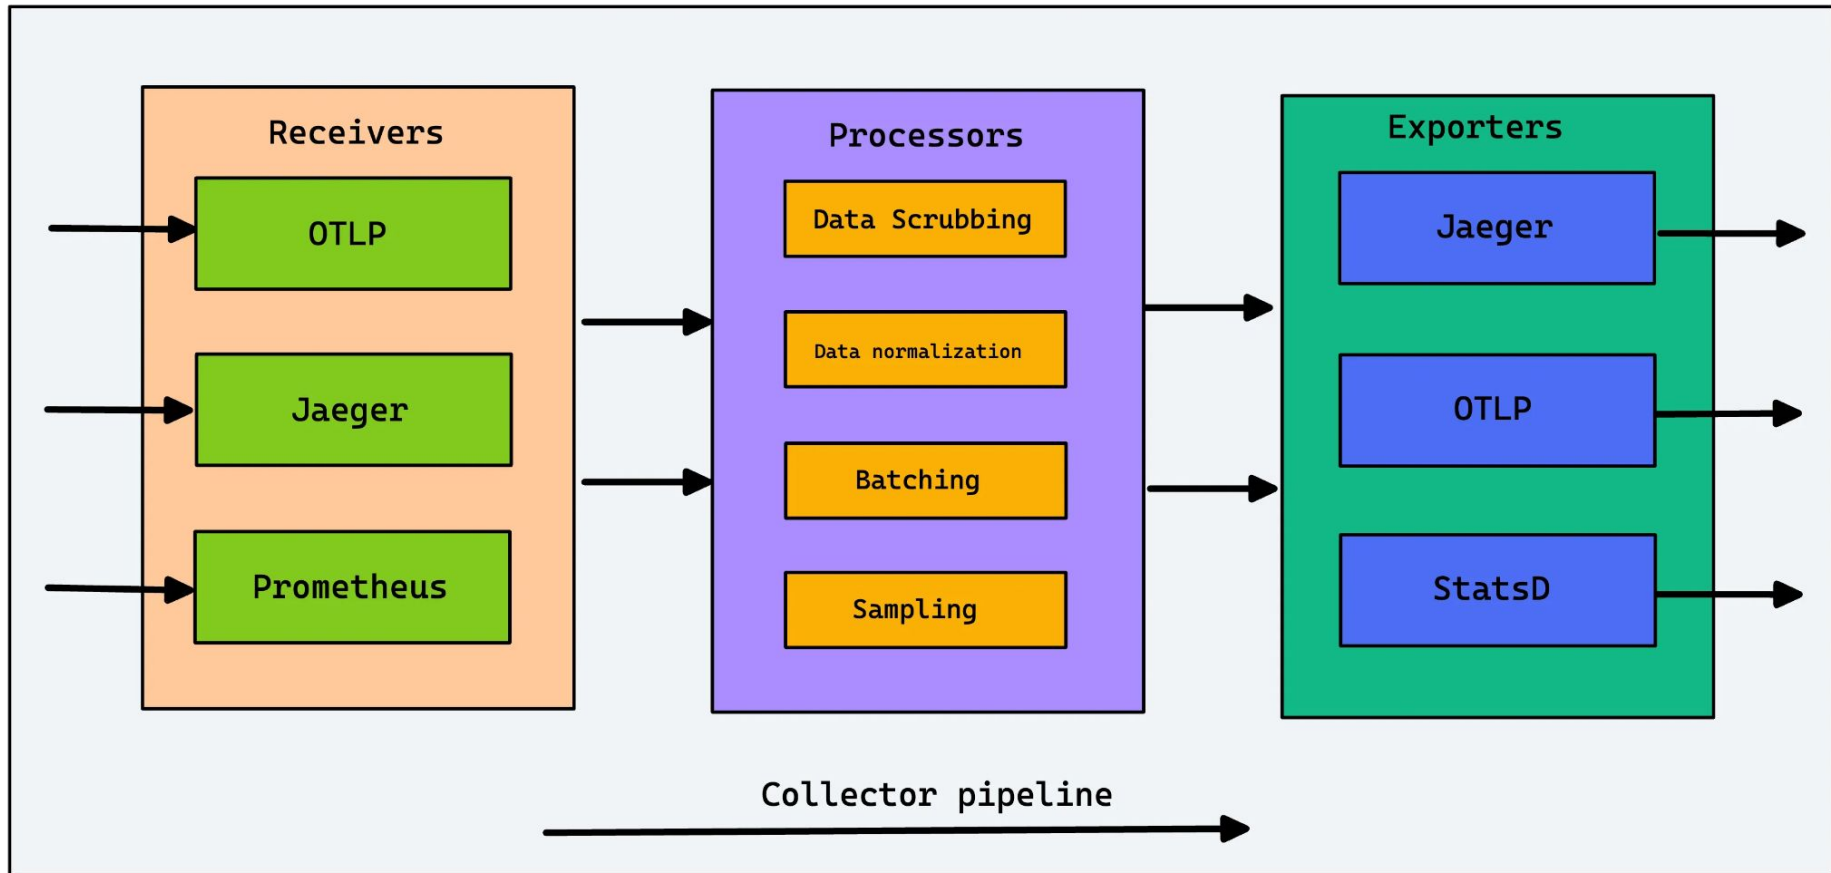 Receivers
OTLP
Jaeger
Prometheus
Processors
Data Scrubbing
Data normalization
Batching
Sampling
Exporters
Jaeger
OTLP
StatsD
Collector pipeline